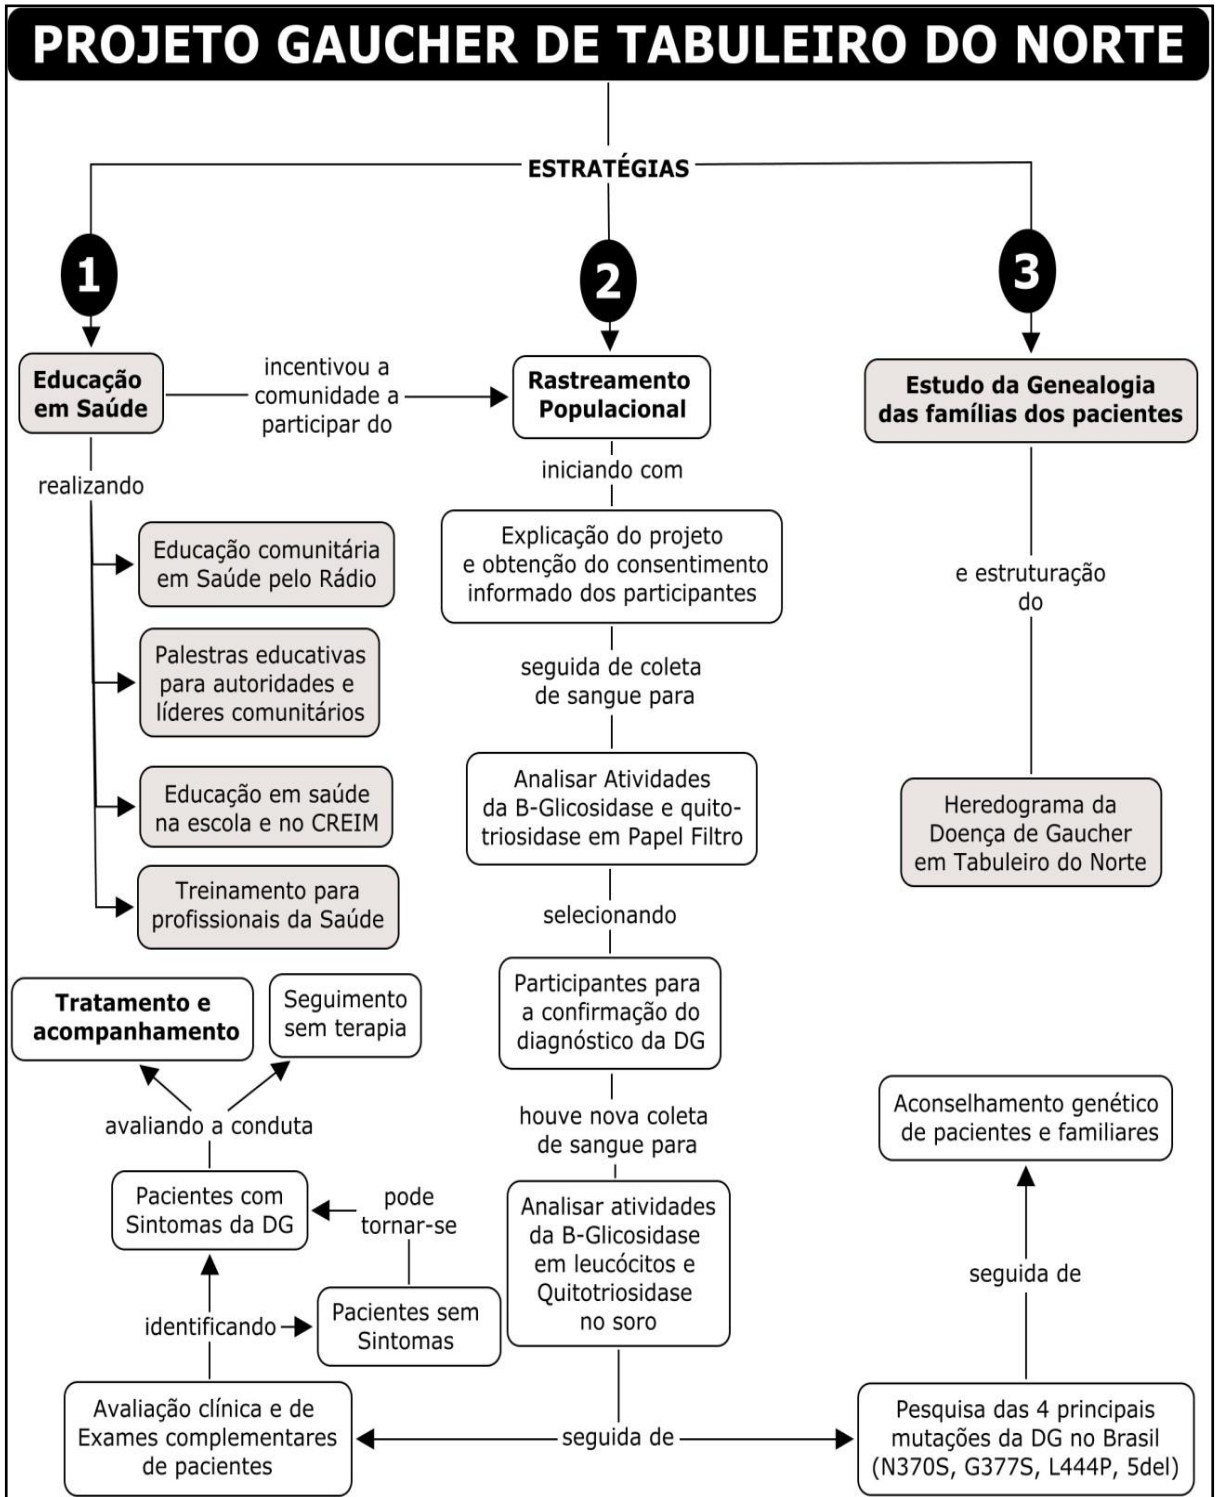 PROJETO GAUCHER DE TABULEIRO DO NORTE
ESTRATÉGIAS
1
2
3
Educação
em Saúde
incentivou a
comunidade a
participar do
Rastreamento
Populacional
Estudo da Genealogia
das famílias dos pacientes
realizando
Educação comunitária
em Saúde pelo Rádio
Palestras educativas
para autoridades e
líderes comunitários
Educação em saúde
na escola e no CREIM
Treinamento para
profissionais da Saúde
iniciando com
Explicação do projeto
e obtenção do consentimento
informado dos participantes
seguida de coleta
de sangue para
Analisar Atividades
da B-Glicosidase e quito-
triosidase em Papel Filtro
selecionando
Participantes para
a confirmação do
diagnóstico da DG
houve nova coleta
de sangue para
Analisar atividades
da B-Glicosidase
em leucócitos e
Quitotriosidase
no soro
seguida de
e estruturação
do
Heredograma da
Doença de Gaucher
em Tabuleiro do Norte
Tratamento e
acompanhamento
Seguimento
sem terapia
avaliando a conduta
Pacientes com
Sintomas da DG
pode
tornar-se
identificando
Pacientes sem
Sintomas
Avaliação clínica e de
Exames complementares
de pacientes
Aconselhamento genético
de pacientes e familiares
seguida de
Pesquisa das 4 principais
mutações da DG no Brasil
(N370S, G377S, L444P, 5del)